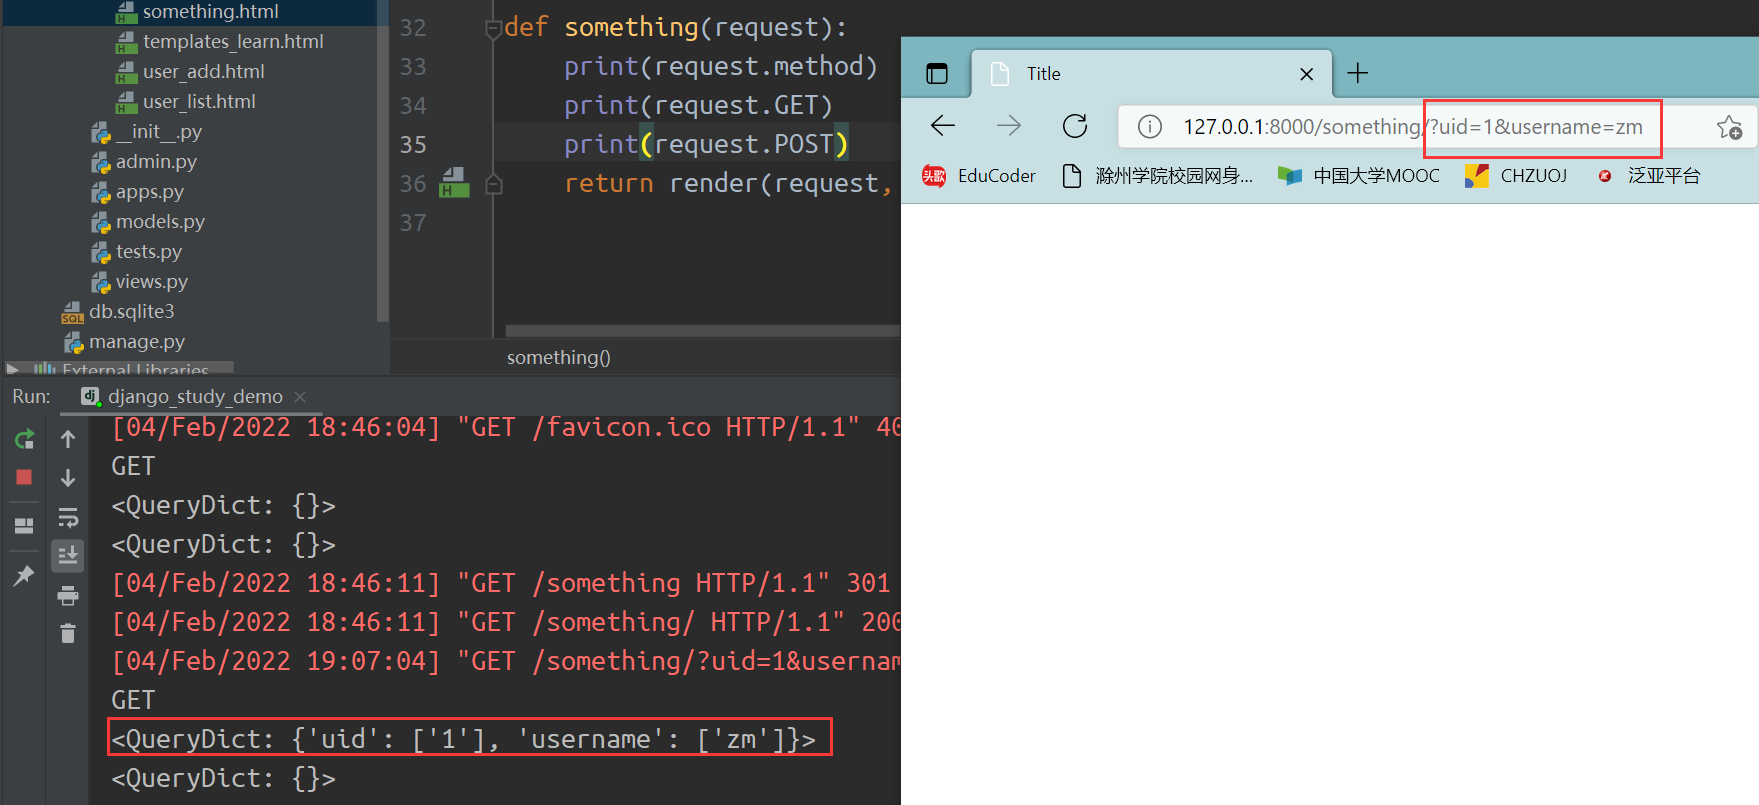 something.html
templates_learn.html
user_add.html
user_list.html
__init__.py
admin.py
apps.py
models.py
tests.py
views.py
db.sqlite3
manage.py
External Libraries
32 def something(request):
33 print(request.method)
34 print(request.GET)
35 print(request.POST)
36 return render(request,
37
something()
Title
127.0.0.1:8000/something/?uid=1&username=zm
EduCoder 滁州学院校园网身... 中国大学MOOC CHZUOJ 泛亚平台
Run: django_study_demo
[04/Feb/2022 18:46:04] "GET /favicon.ico HTTP/1.1" 40
GET
<QueryDict: {}>
<QueryDict: {}>
[04/Feb/2022 18:46:11] "GET /something HTTP/1.1" 301
[04/Feb/2022 18:46:11] "GET /something/ HTTP/1.1" 200
[04/Feb/2022 19:07:04] "GET /something/?uid=1&usernam
GET
<QueryDict: {'uid': ['1'], 'username': ['zm']}>
<QueryDict: {}>